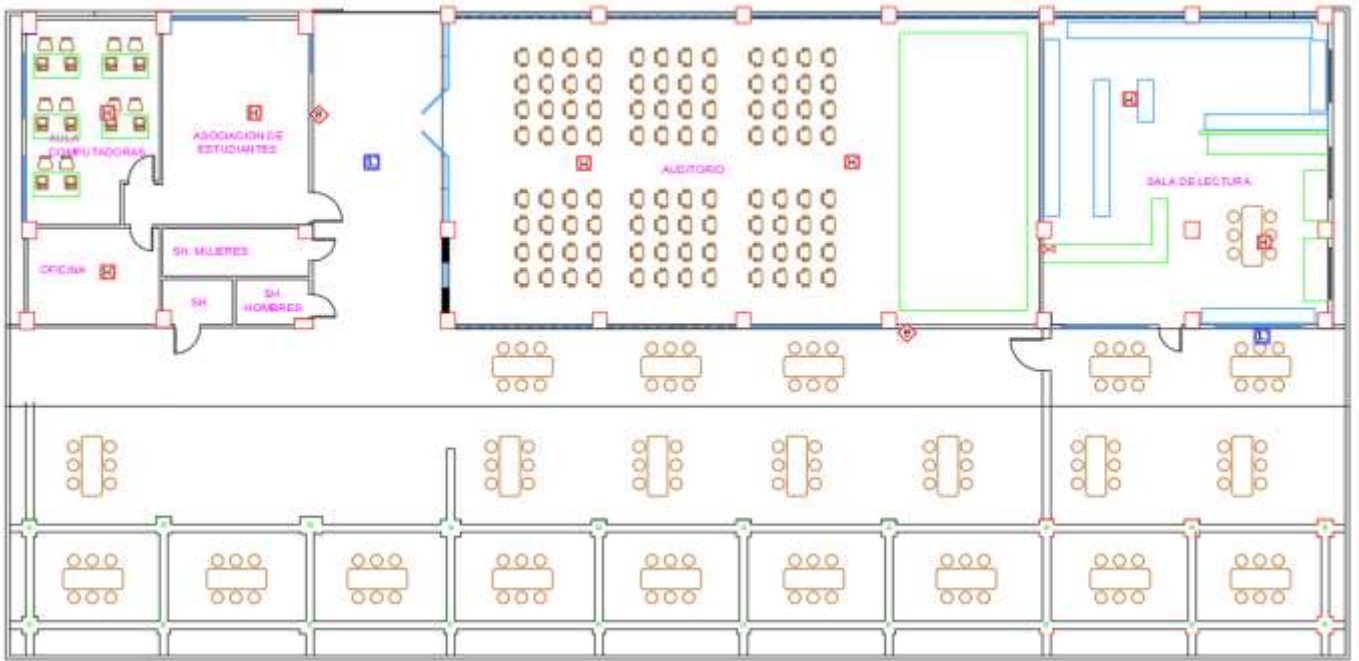 AULA
COMPUTADORAS
H
ASOCIACION DE
ESTUDIANTES
H
L
H
AUDITORIO
H
H
SALA DE LECTURA
H
OFICINA
H
SH. MUJERES
SH.
SH.
HOMBRES
L